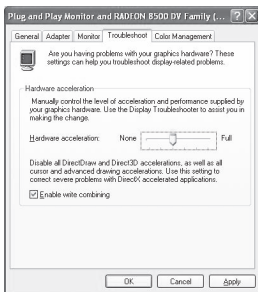 Plug and Play Monitor and RADEON 8500 DV Family (...
General Adapter Monitor Troubleshoot Color Management
Are you having problems with your graphics hardware? These
settings can help you troubleshoot display-related problems.
Hardware acceleration
Manually control the level of acceleration and performance supplied by
your graphics hardware. Use the Display Troubleshooter to assist you in
making the change.
Hardware acceleration: None Full
Disable all DirectDraw and Direct3D accelerations, as well as all
cursor and advanced drawing accelerations. Use this setting to
correct severe problems with DirectX accelerated applications.
Enable write combining
OK Cancel Apply